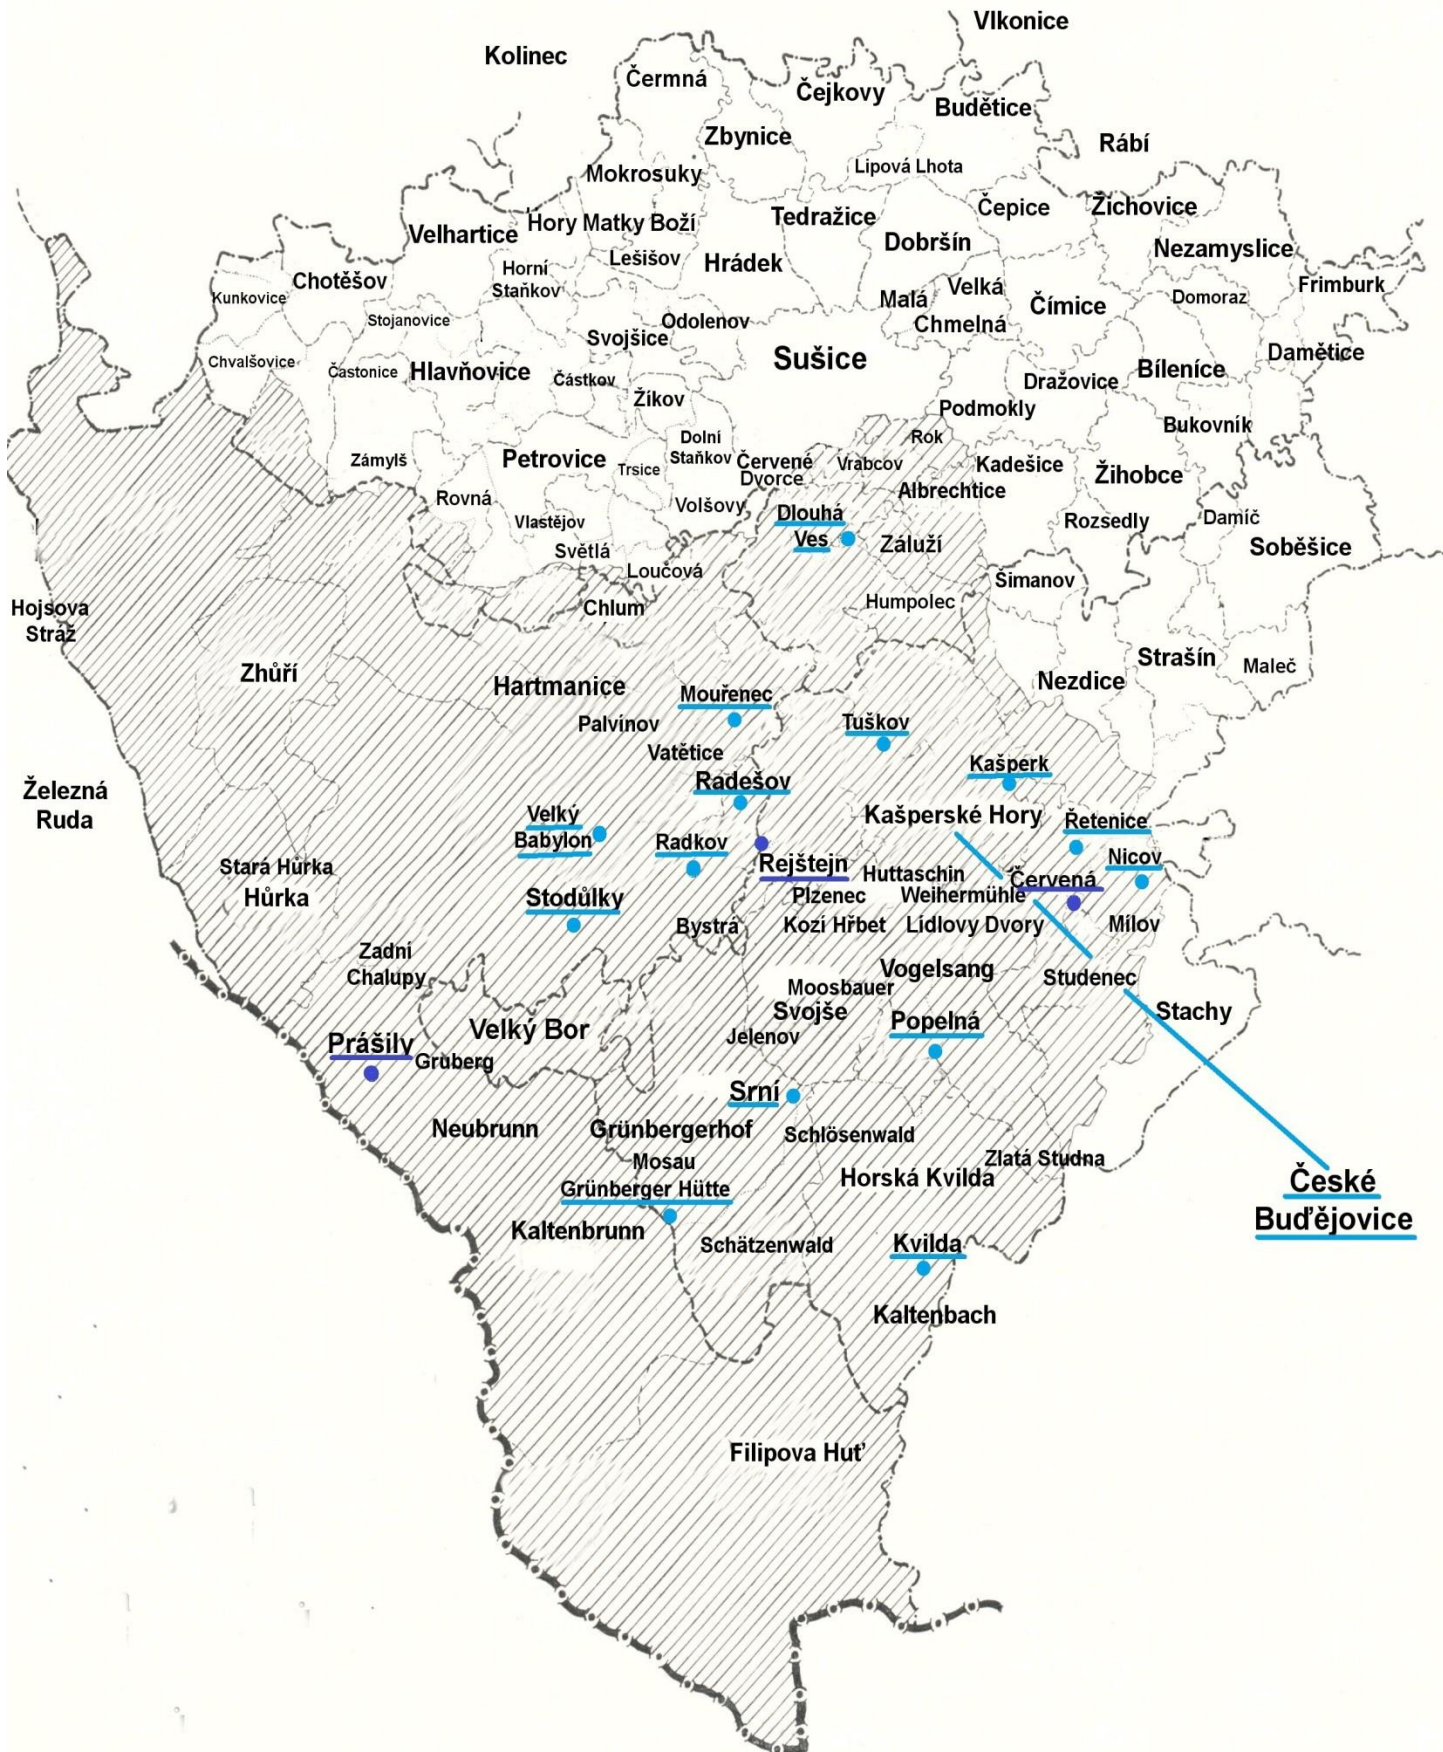 Vlkonice
Kolinec
Čermná
Čejkovy
Budětice
Zbynice
Rábí
Lipová Lhota
Mokrosuky
Čepice
Žichovice
Tedražice
Hory Matky Boží
Velhartice
Dobršín
Nezamyslice
Lešišov
Hrádek
Horní
Staňkov
Chotěšov
Frimburk
Velká
Kunkovice
Malá
Domoraz
Čímice
Stojanovice
Odolenov
Chmelná
Svojšice
Sušice
Damětice
Chvalšovice
Častonice
Hlavňovice
Částkov
Dražovice
Bíleníce
Žíkov
Podmokly
Bukovník
Dolní
Staňkov
Rok
Zámylš
Petrovice
Trsice
Červené
Dvorce
Vrabcov
Kadešice
Žihobce
Albrechtice
Rovná
Volšovy
Dlouhá
Ves
Vlastějov
Rozsedly
Damíč
Záluží
Soběšice
Světlá
Loučová
Šimanov
Chlum
Humpolec
Hojsova
Stráž
Strašín
Maleč
Zhůří
Nezdice
Hartmanice
Mouřenec
Palvínov
Tuškov
Vatětice
Kašperk
Radešov
Železná
Ruda
Velký
Babylon
Kašperské Hory
Řetenice
Radkov
Nicov
Rejštejn
Stará Hůrka
Hůrka
Huttaschin
Červená
Stodůlky
Plzenec
Weihermühle
Bystrá
Kozí Hřbet
Lídlovy Dvory
Mílov
Zadní
Chalupy
Vogelsang
Studenec
Moosbauer
Svojše
Stachy
Velký Bor
Popelná
Prášily
Jelenov
Gruberg
Srní
Neubrunn
Grünbergerhof
Schlösenwald
Mosau
Zlatá Studna
Horská Kvilda
Grünberger Hütte
České
Buďějovice
Kaltenbrunn
Schätzenwald
Kvilda
Kaltenbach
Filipova Huť